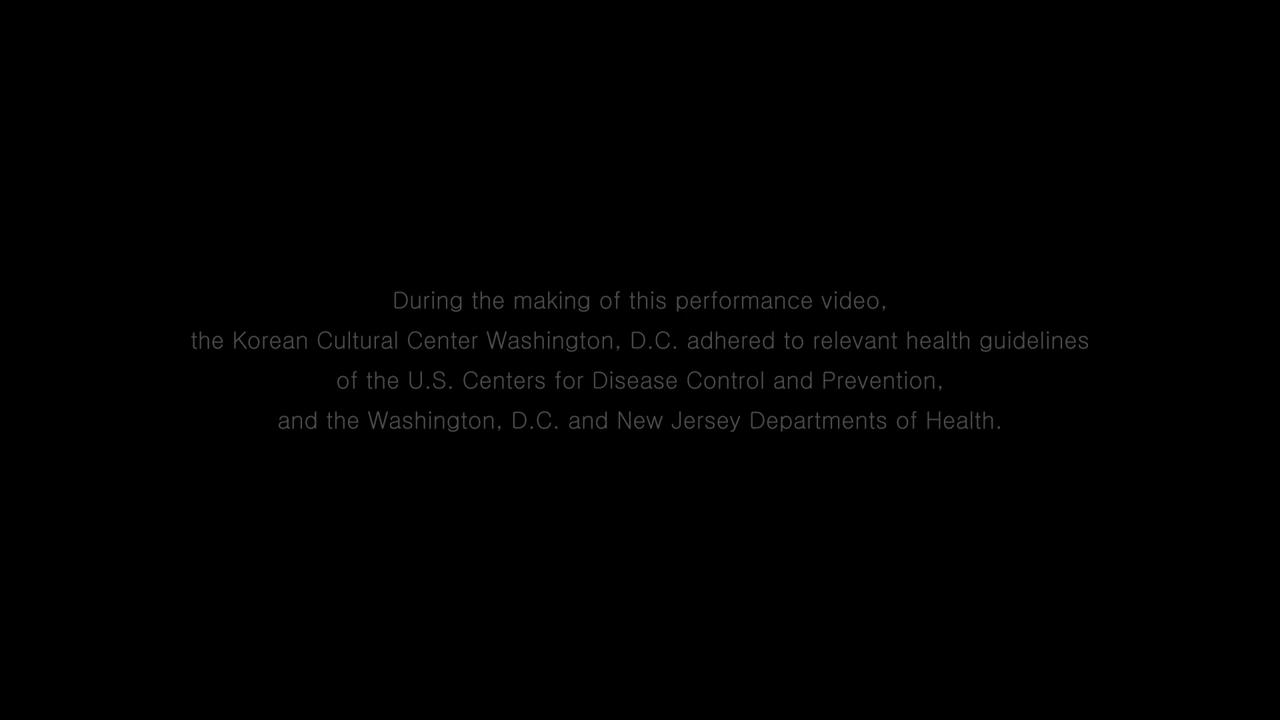 During the making of this performance video,
the Korean Cultural Center Washington, D.C. adhered to relevant health guidelines
of the U.S. Centers for Disease Control and Prevention,
and the Washington, D.C. and New Jersey Departments of Health.